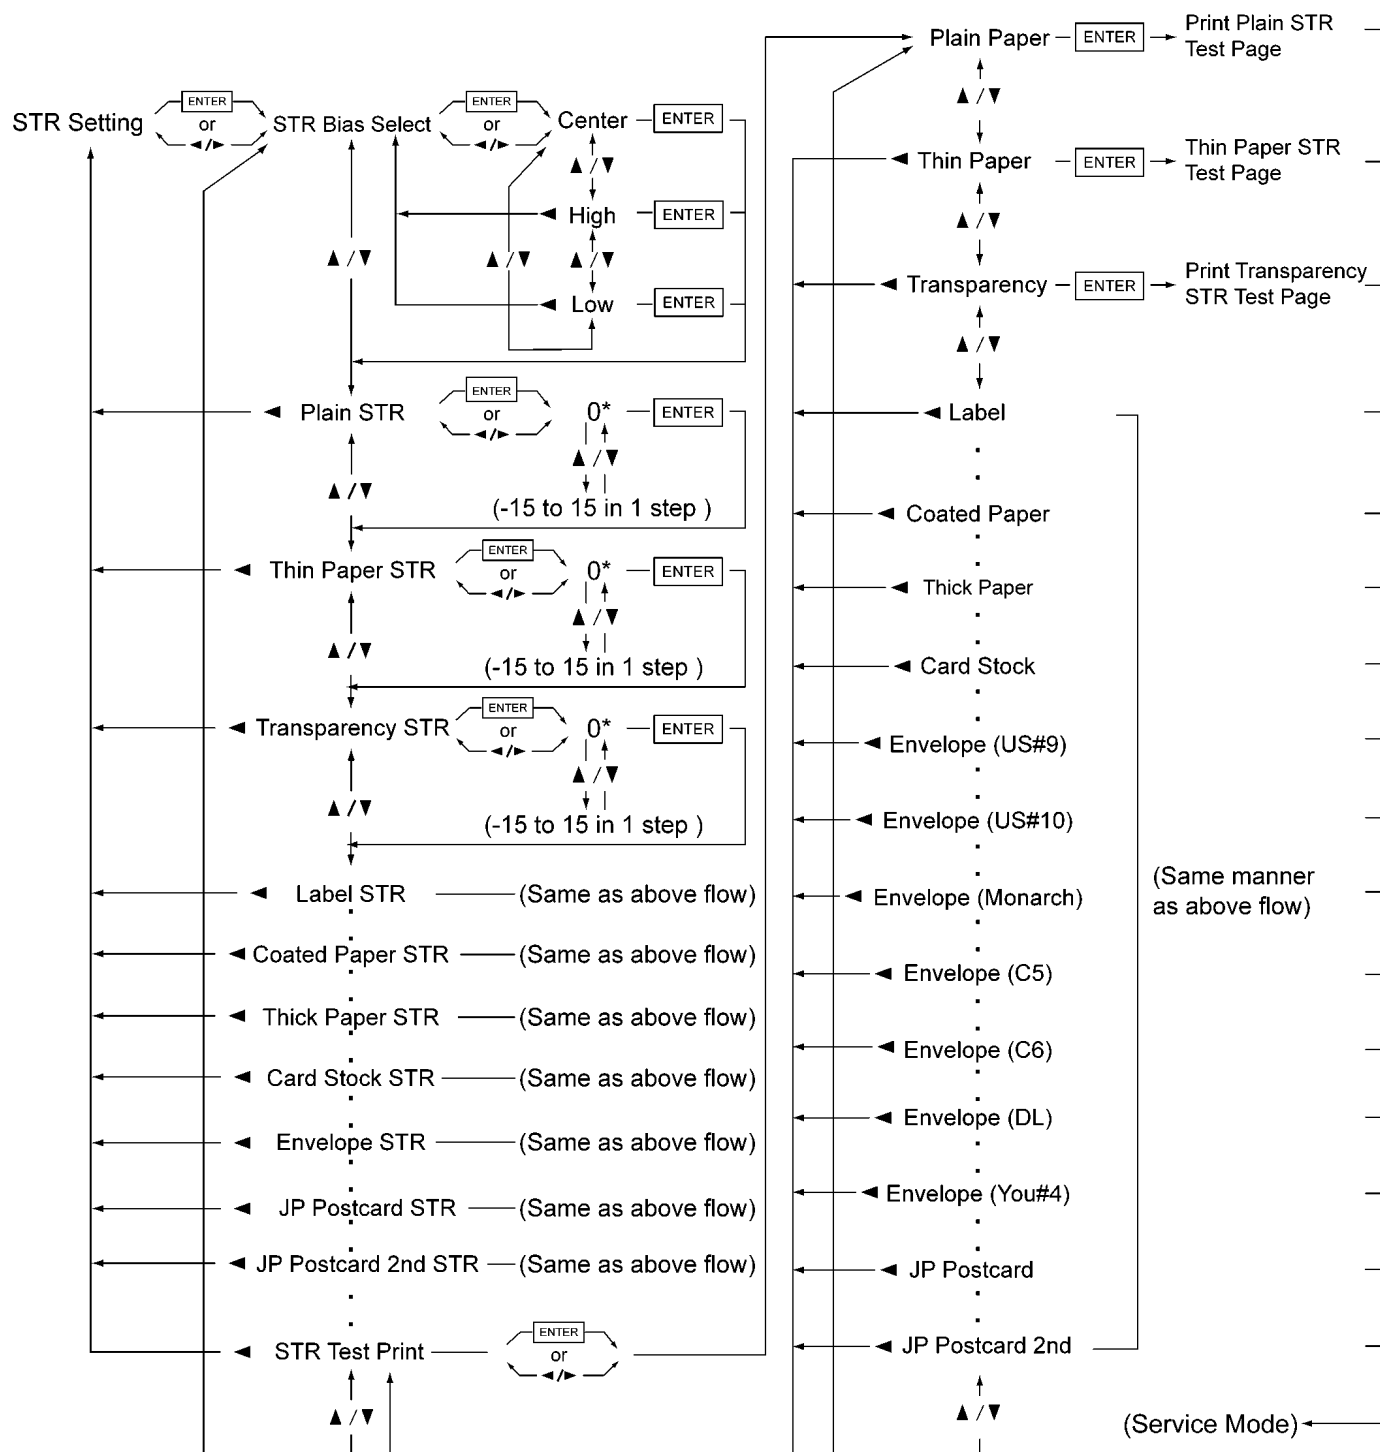 STR Setting
ENTER
or
◄/►
STR Bias Select
ENTER
or
◄/►
Center
ENTER
▲/▼
High
ENTER
▲/▼
▲/▼
▲/▼
Low
ENTER
Plain STR
ENTER
or
◄/►
0*
ENTER
▲/▼
▲/▼
(-15 to 15 in 1 step )
Thin Paper STR
ENTER
or
◄/►
0*
ENTER
▲/▼
▲/▼
(-15 to 15 in 1 step )
Transparency STR
ENTER
or
◄/►
0*
ENTER
▲/▼
▲/▼
(-15 to 15 in 1 step )
Label STR
(Same as above flow)
Coated Paper STR
(Same as above flow)
Thick Paper STR
(Same as above flow)
Card Stock STR
(Same as above flow)
Envelope STR
(Same as above flow)
JP Postcard STR
(Same as above flow)
JP Postcard 2nd STR
(Same as above flow)
STR Test Print
ENTER
or
◄/►
▲/▼
Plain Paper
ENTER
Print Plain STR
Test Page
▲/▼
Thin Paper
ENTER
Thin Paper STR
Test Page
▲/▼
Transparency
ENTER
Print Transparency
STR Test Page
▲/▼
Label
Coated Paper
Thick Paper
Card Stock
Envelope (US#9)
Envelope (US#10)
Envelope (Monarch)
Envelope (C5)
Envelope (C6)
Envelope (DL)
Envelope (You#4)
JP Postcard
JP Postcard 2nd
(Same manner
as above flow)
▲/▼
(Service Mode)